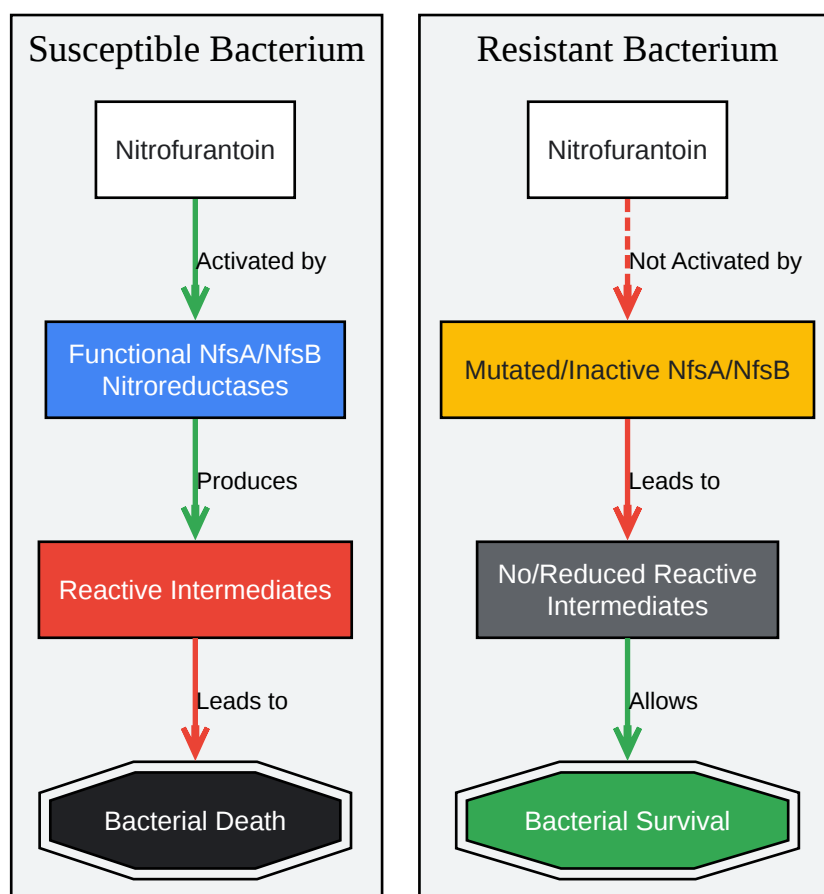 Susceptible Bacterium
Nitrofurantoin
Activated by
Functional NfsA/NfsB
Nitroreductases
Produces
Reactive Intermediates
Leads to
Bacterial Death
Resistant Bacterium
Nitrofurantoin
Not Activated by
Mutated/Inactive NfsA/NfsB
Leads to
No/Reduced Reactive
Intermediates
Allows
Bacterial Survival